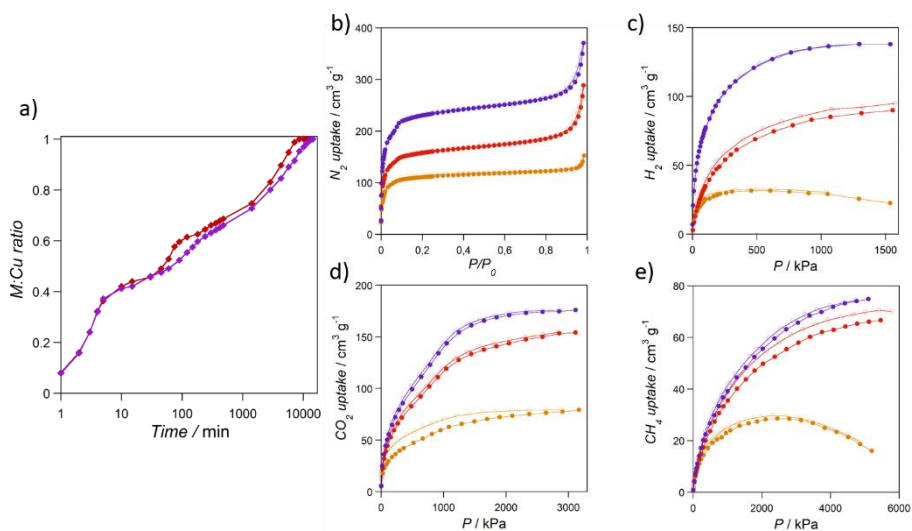 a)
M:Cu ratio
1
0.8
0.6
0.4
0.2
0
1 10 100 1000 10000
Time / min
b)
N2 uptake / cm3 g-1
400
300
200
100
0
0 0,2 0,4 0,6 0,8 1
P/P0
c)
H2 uptake / cm3 g-1
150
100
50
0
0 500 1000 1500
P / kPa
d)
CO2 uptake / cm3 g-1
200
150
100
50
0
0 1000 2000 3000
P / kPa
e)
CH4 uptake / cm3 g-1
80
60
40
20
0
0 2000 4000 6000
P / kPa